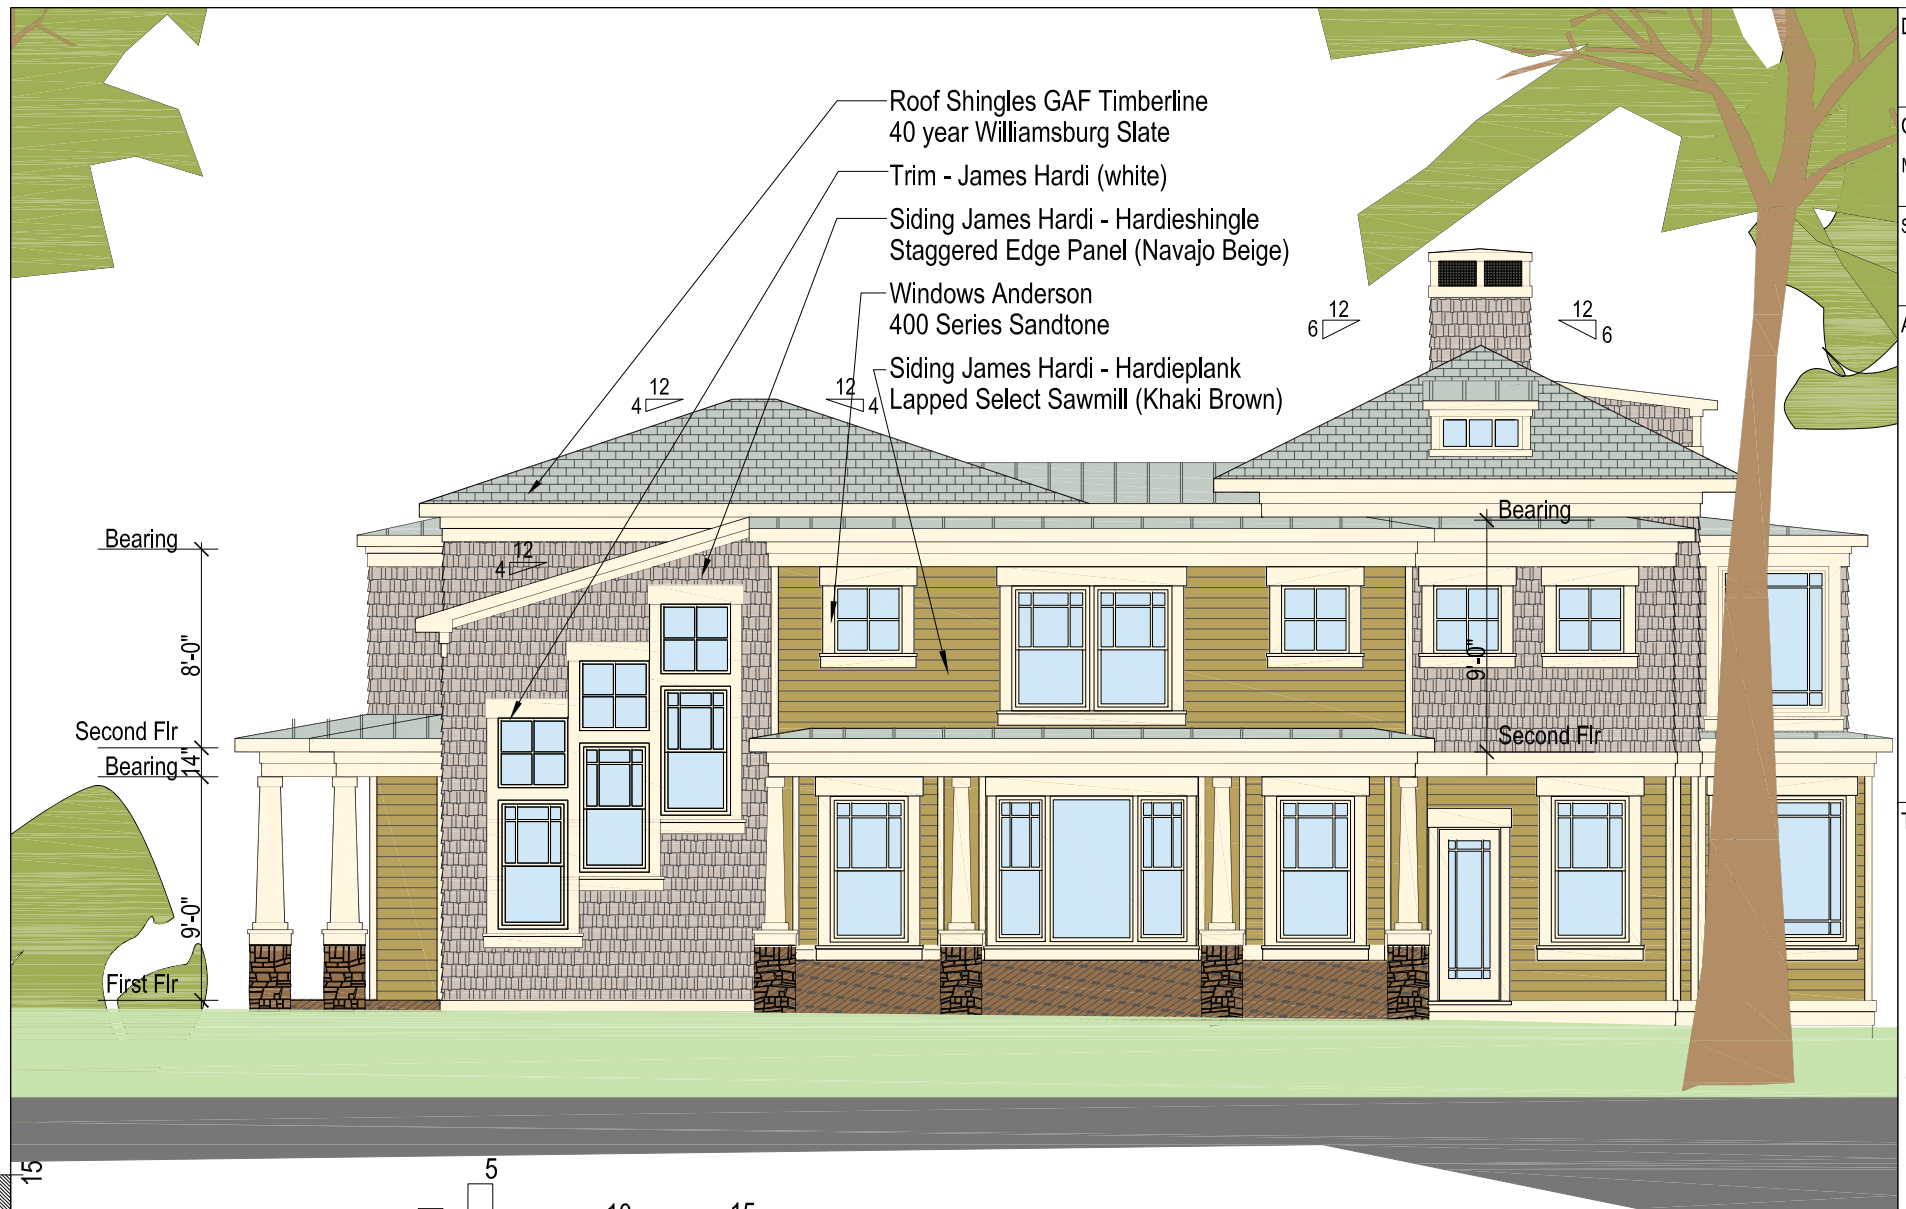 Roof Shingles GAF Timberline
40 year Williamsburg Slate
Trim - James Hardi (white)
Siding James Hardi - Hardieshingle
Staggered Edge Panel (Navajo Beige)
Windows Anderson
400 Series Sandtone
Siding James Hardi - Hardieplank
Lapped Select Sawmill (Khaki Brown)
12
6
12
6
12
4
12
4
12
4
Bearing
8'-0"
Second Flr
14"
Bearing
9'-0"
First Flr
Bearing
9'-0"
Second Flr
15
5
10
15